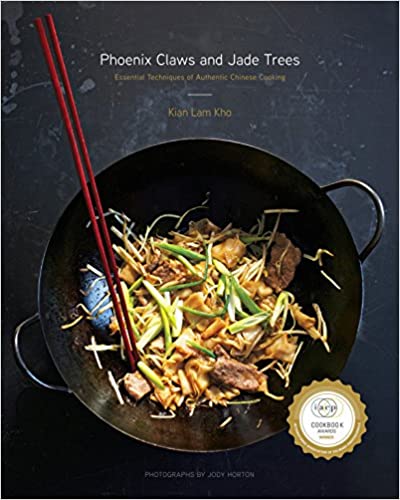 Phoenix Claws and Jade Trees
Essential Techniques of Authentic Chinese Cooking
Kian Lam Kho
iacp
COOKBOOK
AWARDS
WINNER
PHOTOGRAPHS BY JODY HORTON